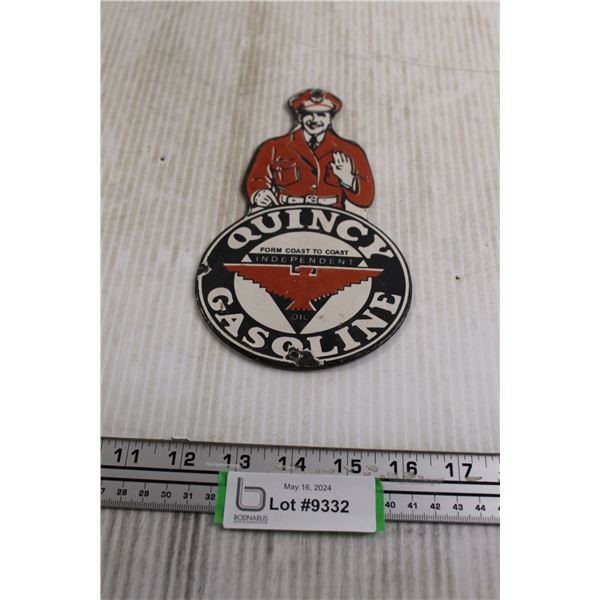 QUINCY
FORM COAST TO COAST
INDEPENDENT
OIL
GASOLINE
11 12 13 14 15 16 17
28 29 30 31 32 40 41 42 43 44
May 16, 2024
Lot #9332
BODNARUS